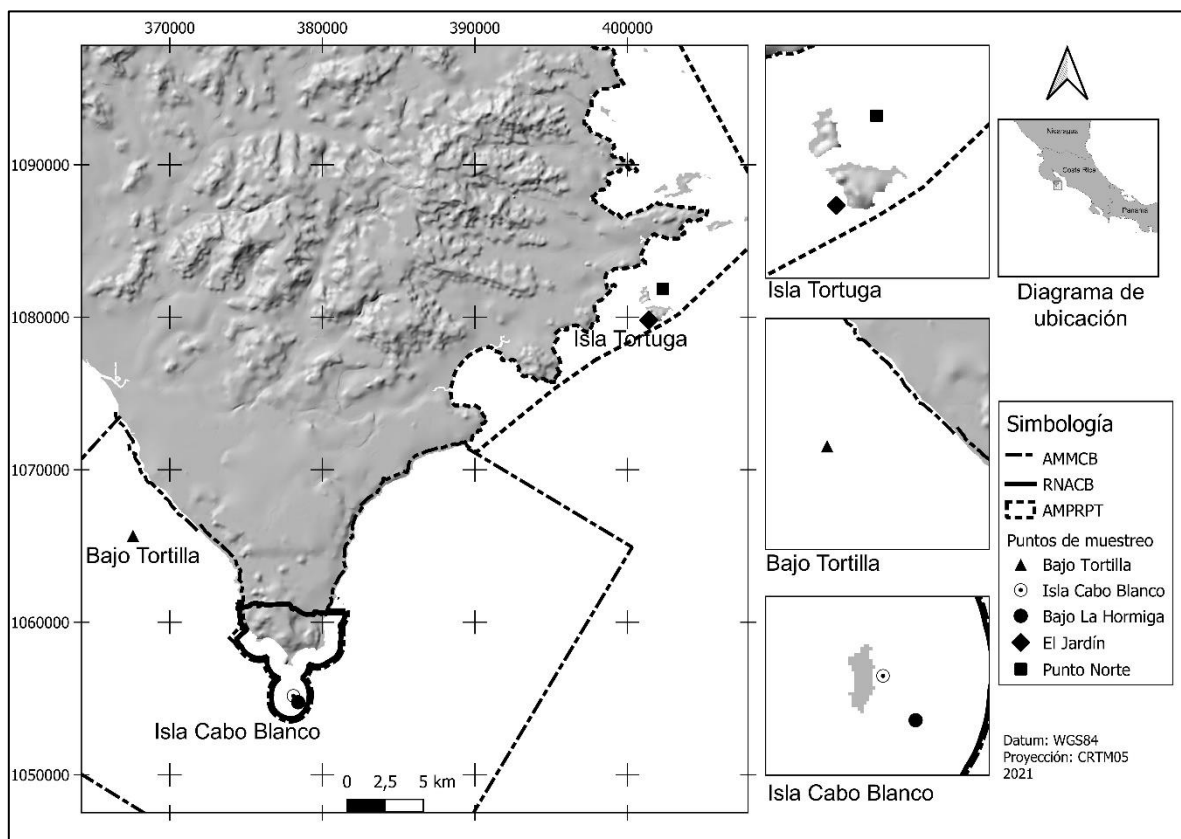 370000 380000 390000 400000
1090000
1080000
1070000
1060000
1050000
Isla Tortuga
Bajo Tortilla
Isla Cabo Blanco
0 2,5 5 km
Isla Tortuga
Bajo Tortilla
Isla Cabo Blanco
Nicaragua
Costa Rica
Panamá
Diagrama de
ubicación
Simbología
AMMCB
RNACB
AMPRPT
Puntos de muestreo
Bajo Tortilla
Isla Cabo Blanco
Bajo La Hormiga
El Jardín
Punto Norte
Datum: WGS84
Proyección: CRTM05
2021